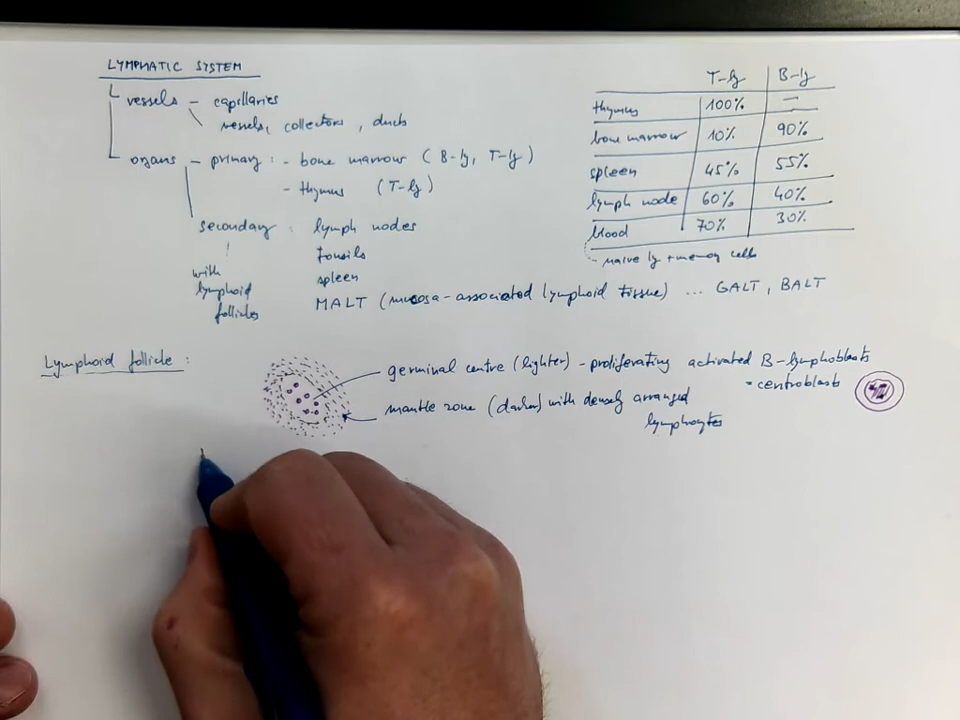 LYMPHATIC SYSTEM
vessels - capillaries
vessels, collectors, ducts
organs - primary : - bone marrow (B-ly, T-ly)
- thymus (T-ly)
secondary : lymph nodes
tonsils
spleen
MALT (mucosa-associated lymphoid tissue) ... GALT, BALT
with
lymphoid
follicles
T-ly B-ly
thymus 100% —
bone marrow 10% 90%
spleen 45% 55%
lymph node 60% 40%
blood 70% 30%
naive ly + memory cells
Lymphoid follicle :
germinal centre (lighter) - proliferating activated B-lymphoblasts
= centroblasts
mantle zone (darker) with densely arranged
lymphocytes